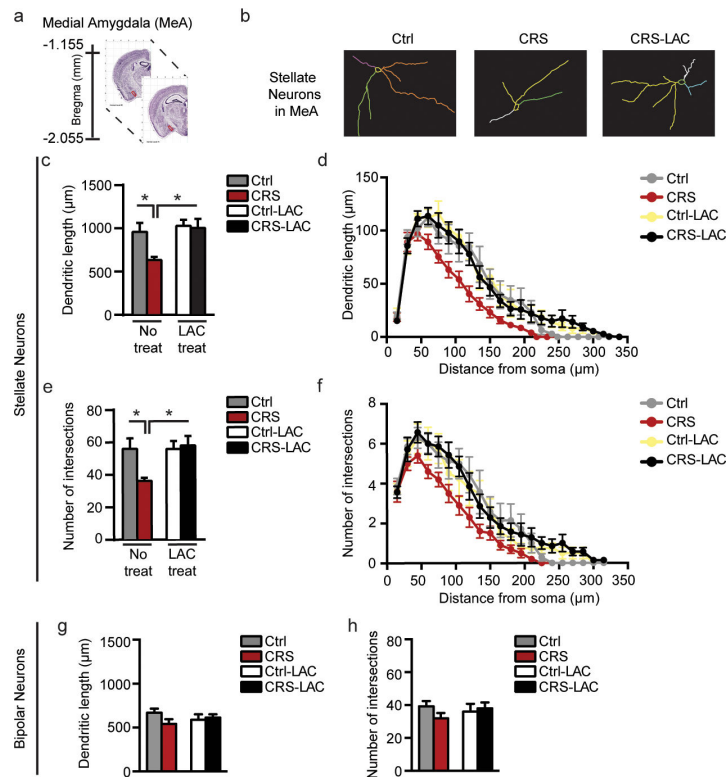 a
Medial Amygdala (MeA)
-1.155
Bregma (mm)
-2.055
b
Ctrl
CRS
CRS-LAC
Stellate
Neurons
in MeA
Stellate Neurons
c
Dendritic length (µm)
1500
1000
500
0
* *
No
treat
LAC
treat
Ctrl
CRS
Ctrl-LAC
CRS-LAC
d
Dendritic length (µm)
150
100
50
0
0 50 100 150 200 250 300 350
Distance from soma (µm)
Ctrl
CRS
Ctrl-LAC
CRS-LAC
e
Number of intersections
80
60
40
20
0
* *
No
treat
LAC
treat
Ctrl
CRS
Ctrl-LAC
CRS-LAC
f
Number of intersections
8
6
4
2
0
0 50 100 150 200 250 300 350
Distance from soma (µm)
Ctrl
CRS
Ctrl-LAC
CRS-LAC
Bipolar Neurons
g
Dendritic length (µm)
1500
1000
500
0
Ctrl
CRS
Ctrl-LAC
CRS-LAC
h
Number of intersections
80
60
40
20
0
Ctrl
CRS
Ctrl-LAC
CRS-LAC